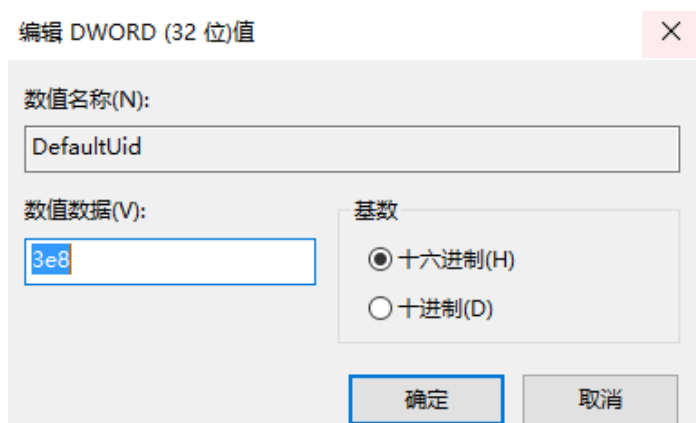 编辑 DWORD (32 位)值
数值名称(N):
DefaultUid
数值数据(V):
3e8
基数
十六进制(H)
十进制(D)
确定
取消